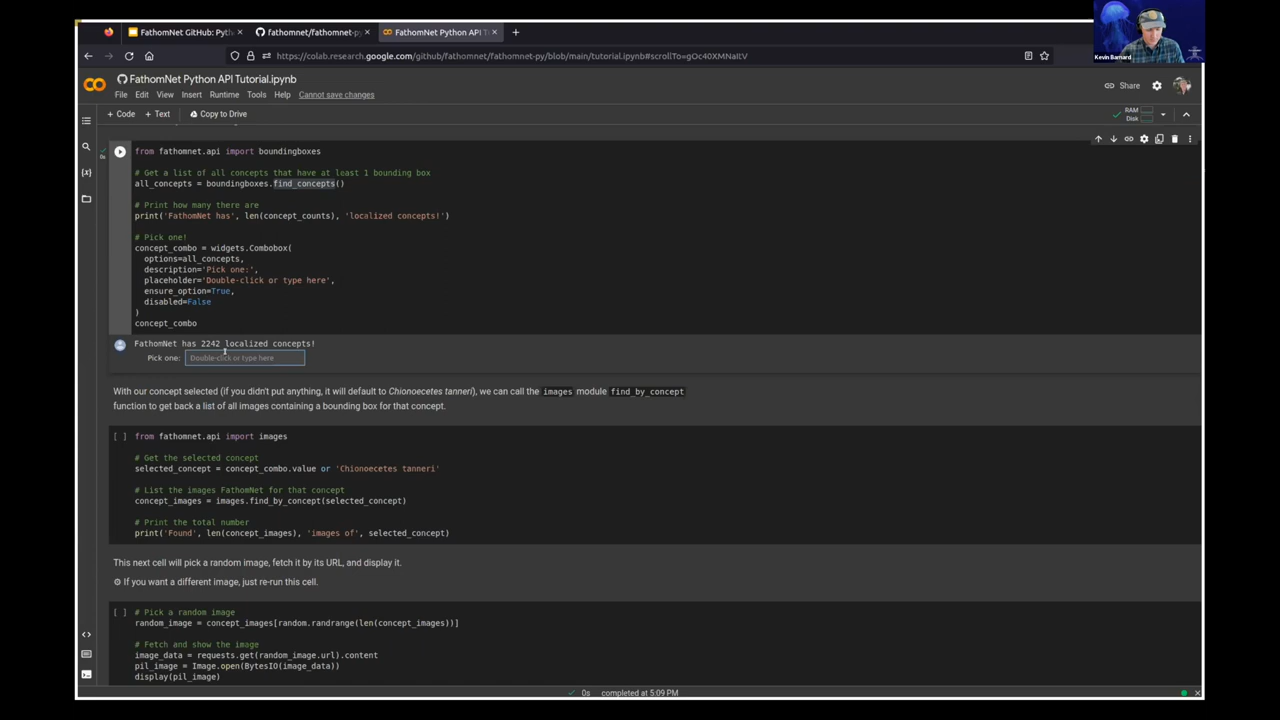 FathomNet GitHub: Pyth
fathomnet/fathomnet-py
FathomNet Python API T
https://colab.research.google.com/github/fathomnet/fathomnet-py/blob/main/tutorial.ipynb#scrollTo=gOc40XMNaILV
Kevin Barnard
FathomNet Python API Tutorial.ipynb
File Edit View Insert Runtime Tools Help Cannot save changes
Share
+ Code + Text Copy to Drive
RAM
Disk
from fathomnet.api import boundingboxes
# Get a list of all concepts that have at least 1 bounding box
all_concepts = boundingboxes.find_concepts()
# Print how many there are
print('FathomNet has', len(concept_counts), 'localized concepts!')
# Pick one!
concept_combo = widgets.Combobox(
options=all_concepts,
description='Pick one:',
placeholder='Double-click or type here',
ensure_option=True,
disabled=False
)
concept_combo
0s
FathomNet has 2242 localized concepts!
Pick one: Double-click or type here
With our concept selected (if you didn't put anything, it will default to Chionoecetes tanneri), we can call the images module find_by_concept
function to get back a list of all images containing a bounding box for that concept.
[ ] from fathomnet.api import images
# Get the selected concept
selected_concept = concept_combo.value or 'Chionoecetes tanneri'
# List the images FathomNet for that concept
concept_images = images.find_by_concept(selected_concept)
# Print the total number
print('Found', len(concept_images), 'images of', selected_concept)
This next cell will pick a random image, fetch it by its URL, and display it.
⚙ If you want a different image, just re-run this cell.
[ ] # Pick a random image
random_image = concept_images[random.randrange(len(concept_images))]
# Fetch and show the image
image_data = requests.get(random_image.url).content
pil_image = Image.open(BytesIO(image_data))
display(pil_image)
0s completed at 5:09 PM